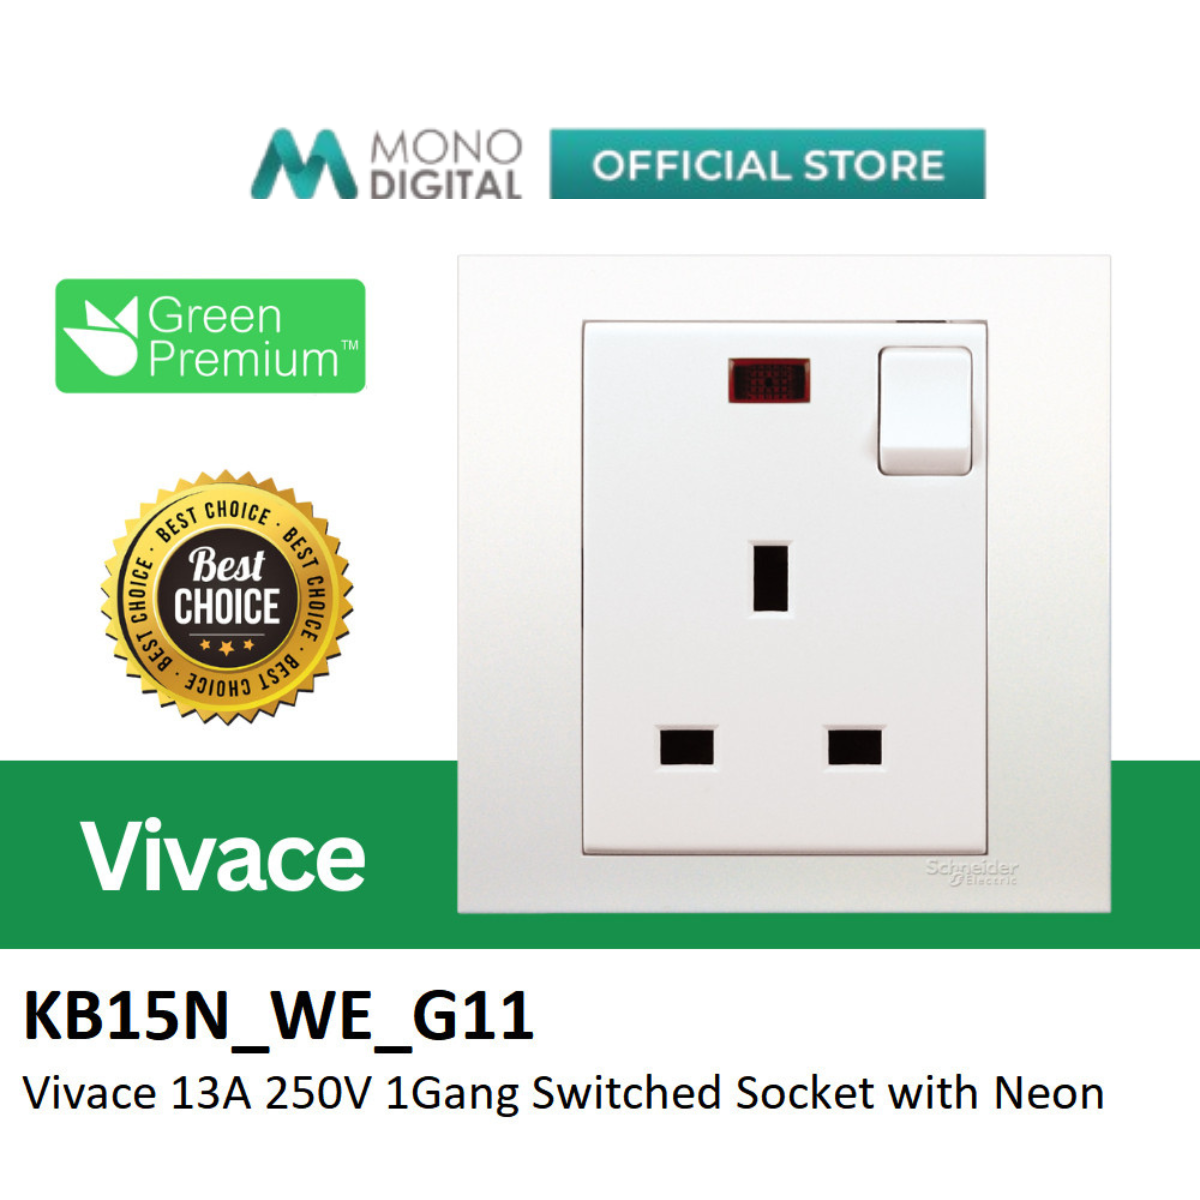 MONO
DIGITAL
OFFICIAL STORE
Green
Premium™
BEST CHOICE · BEST CHOICE · BEST CHOICE · BEST CHOICE ·
Best
CHOICE
Vivace
Schneider
Electric
KB15N_WE_G11
Vivace 13A 250V 1Gang Switched Socket with Neon